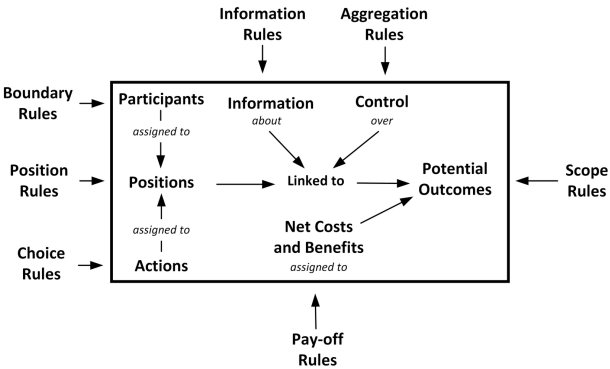 Information
Rules
Aggregation
Rules
Boundary
Rules
Participants
assigned to
Information
about
Control
over
Position
Rules
Positions
Linked to
Potential
Outcomes
Scope
Rules
assigned to
Net Costs
and Benefits
assigned to
Choice
Rules
Actions
Pay-off
Rules